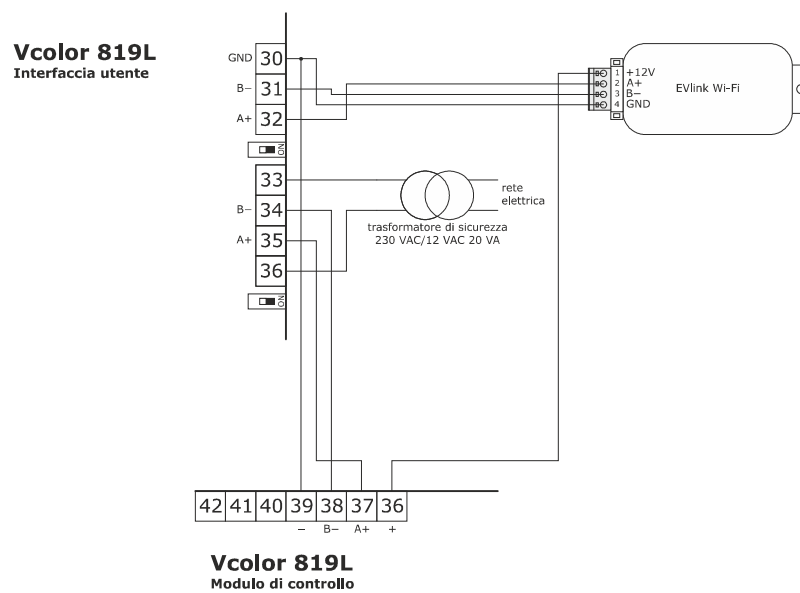 Vcolor 819L
Interfaccia utente
GND 30
B− 31
A+ 32
ON
33
B− 34
A+ 35
36
ON
1 +12V
2 A+
3 B−
4 GND
EVlink Wi-Fi
rete
elettrica
trasformatore di sicurezza
230 VAC/12 VAC 20 VA
42 41 40 39 38 37 36
− B− A+ +
Vcolor 819L
Modulo di controllo